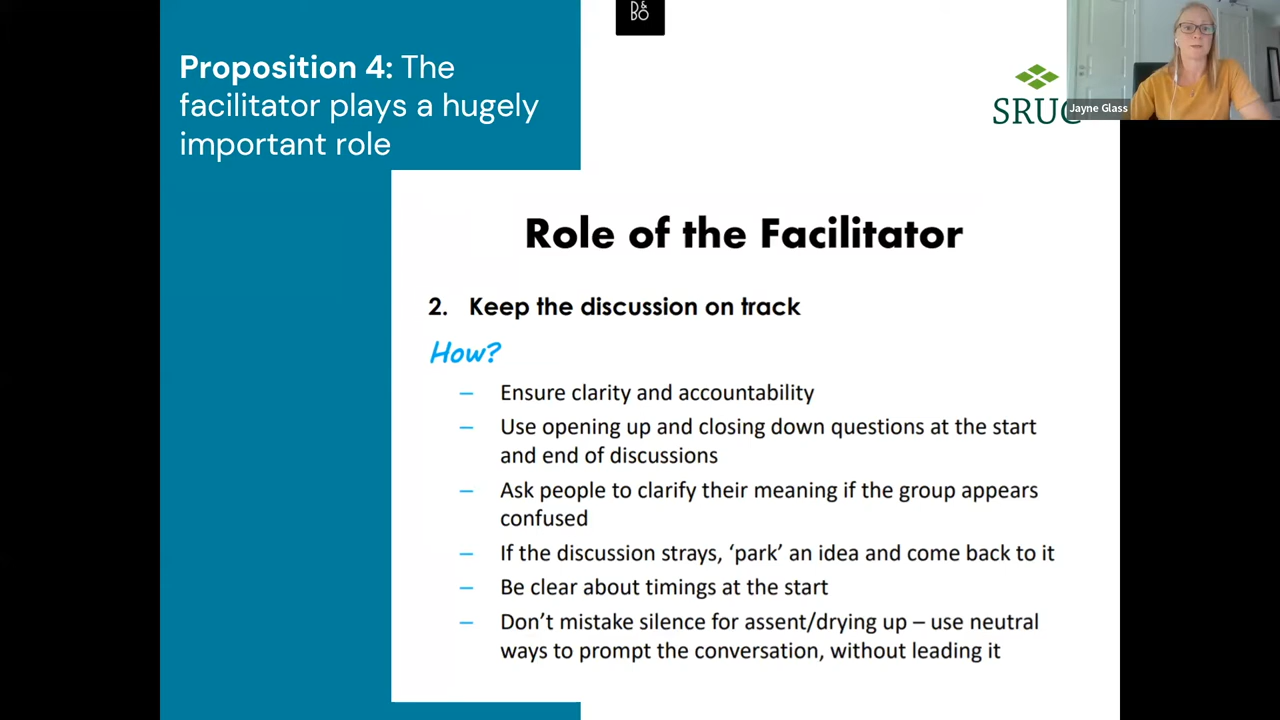 D&
BO
Proposition 4: The
facilitator plays a hugely
important role
SRUC
Jayne Glass
Role of the Facilitator
2. Keep the discussion on track
How?
– Ensure clarity and accountability
– Use opening up and closing down questions at the start
and end of discussions
– Ask people to clarify their meaning if the group appears
confused
– If the discussion strays, ‘park’ an idea and come back to it
– Be clear about timings at the start
– Don’t mistake silence for assent/drying up – use neutral
ways to prompt the conversation, without leading it